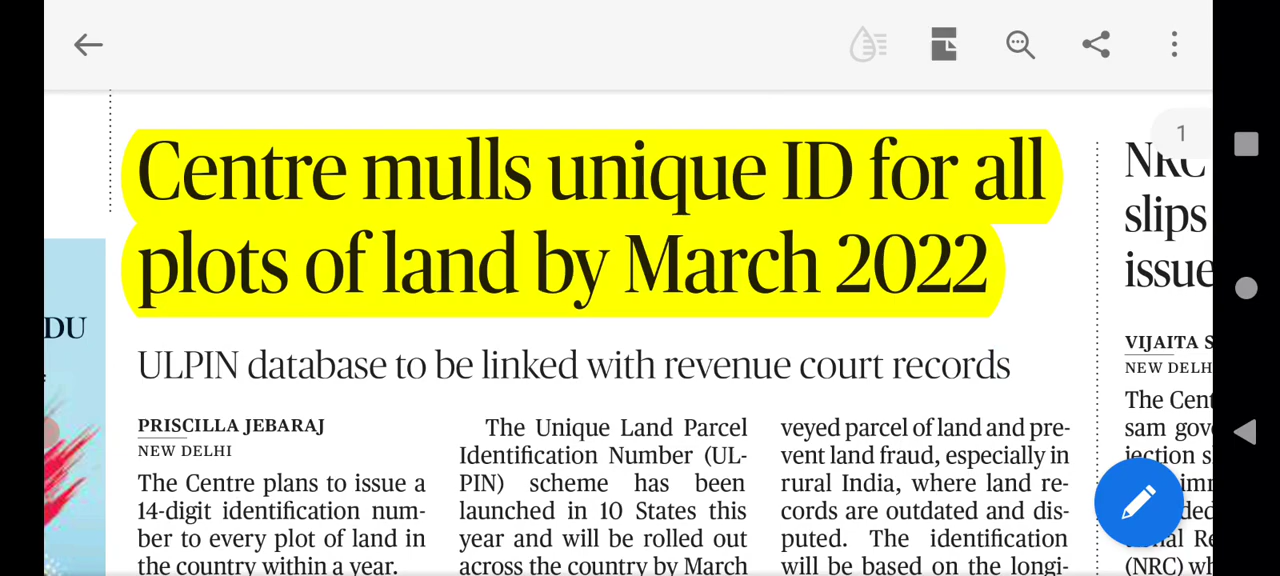 1
Centre mulls unique ID for all
plots of land by March 2022
ULPIN database to be linked with revenue court records
PRISCILLA JEBARAJ
NEW DELHI
The Centre plans to issue a
14-digit identification num-
ber to every plot of land in
the country within a year.
The Unique Land Parcel
Identification Number (UL-
PIN) scheme has been
launched in 10 States this
year and will be rolled out
across the country by March
veyed parcel of land and pre-
vent land fraud, especially in
rural India, where land re-
cords are outdated and dis-
puted. The identification
will be based on the longi-
DU
NRC
slips
issue
VIJAITA S
NEW DELH
The Cent
sam gov
jection s
(NRC) wh